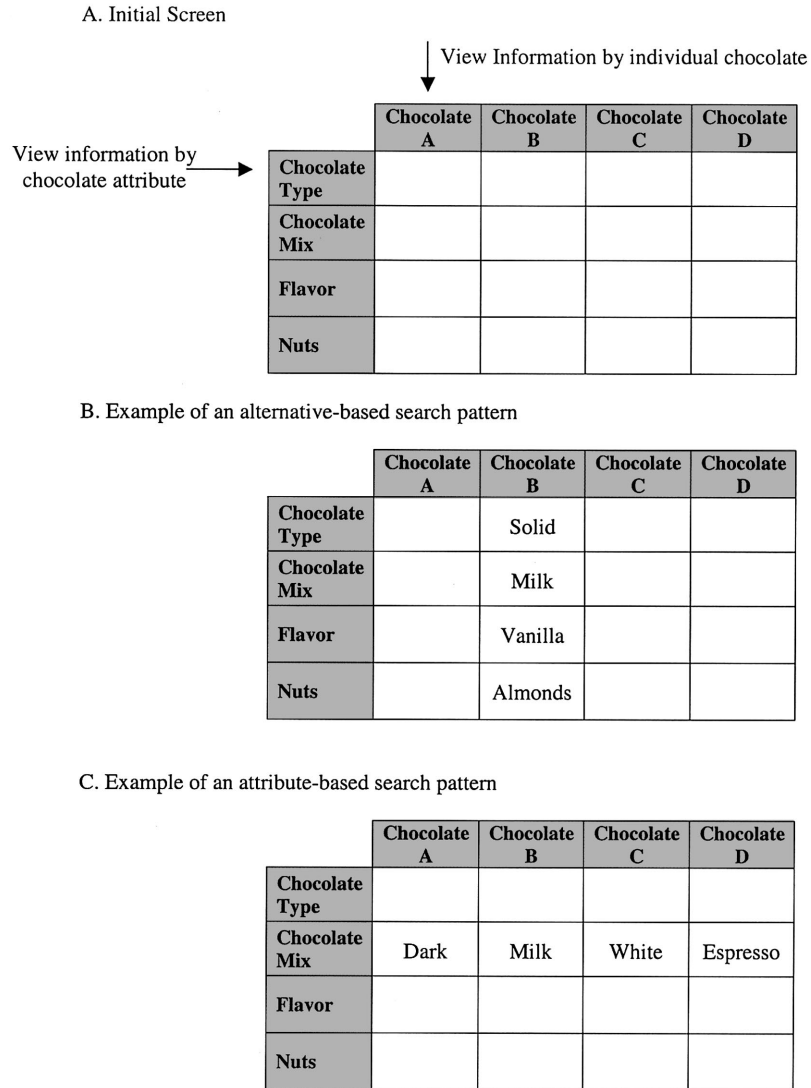 A. Initial Screen
View Information by individual chocolate
Chocolate A Chocolate B Chocolate C Chocolate D
View information by
chocolate attribute
Chocolate
Type
Chocolate
Mix
Flavor
Nuts
B. Example of an alternative-based search pattern
Chocolate A Chocolate B Chocolate C Chocolate D
Chocolate
Type
Solid
Chocolate
Mix
Milk
Flavor Vanilla
Nuts Almonds
C. Example of an attribute-based search pattern
Chocolate A Chocolate B Chocolate C Chocolate D
Chocolate
Type
Chocolate
Mix
Dark Milk White Espresso
Flavor
Nuts